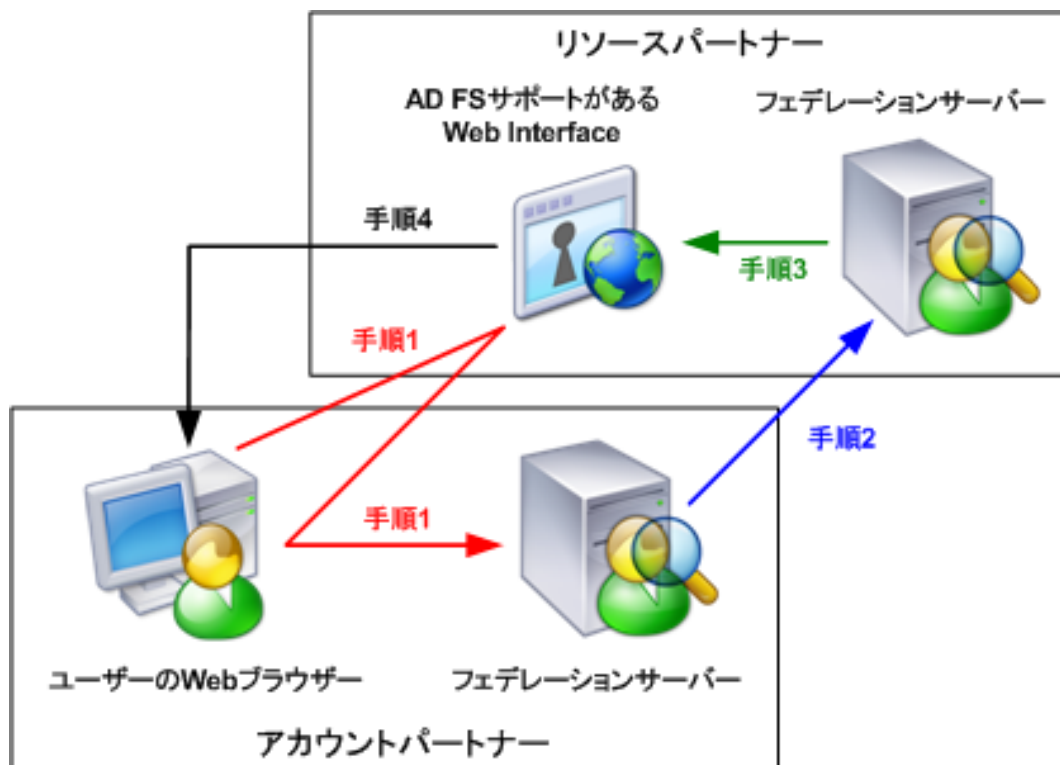 リソースパートナー
AD FSサポートがある
Web Interface
フェデレーションサーバー
手順4
手順3
手順1
手順2
手順1
ユーザーのWebブラウザー
フェデレーションサーバー
アカウントパートナー